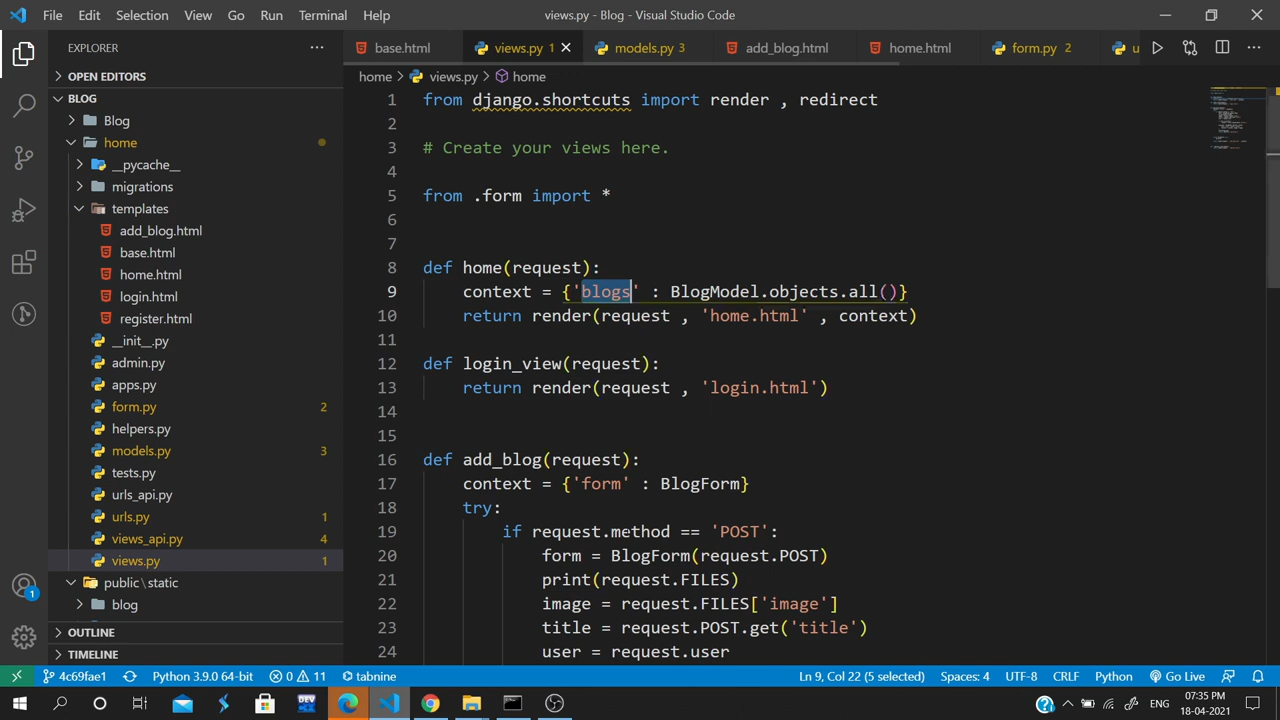 File Edit Selection View Go Run Terminal Help views.py - Blog - Visual Studio Code
EXPLORER
base.html views.py 1 models.py 3 add_blog.html home.html form.py 2 u
OPEN EDITORS
home > views.py > home
BLOG
Blog
home
__pycache__
migrations
templates
add_blog.html
base.html
home.html
login.html
register.html
__init__.py
admin.py
apps.py
form.py 2
helpers.py
models.py 3
tests.py
urls_api.py
urls.py 1
views_api.py 4
views.py 1
public\static
blog
OUTLINE
TIMELINE
1 from django.shortcuts import render , redirect
2
3 # Create your views here.
4
5 from .form import *
6
7
8 def home(request):
9 context = {'blogs' : BlogModel.objects.all()}
10 return render(request , 'home.html' , context)
11
12 def login_view(request):
13 return render(request , 'login.html')
14
15
16 def add_blog(request):
17 context = {'form' : BlogForm}
18 try:
19 if request.method == 'POST':
20 form = BlogForm(request.POST)
21 print(request.FILES)
22 image = request.FILES['image']
23 title = request.POST.get('title')
24 user = request.user
1
4c69fae1 Python 3.9.0 64-bit 0 11 tabnine Ln 9, Col 22 (5 selected) Spaces: 4 UTF-8 CRLF Python Go Live
07:35 PM
18-04-2021